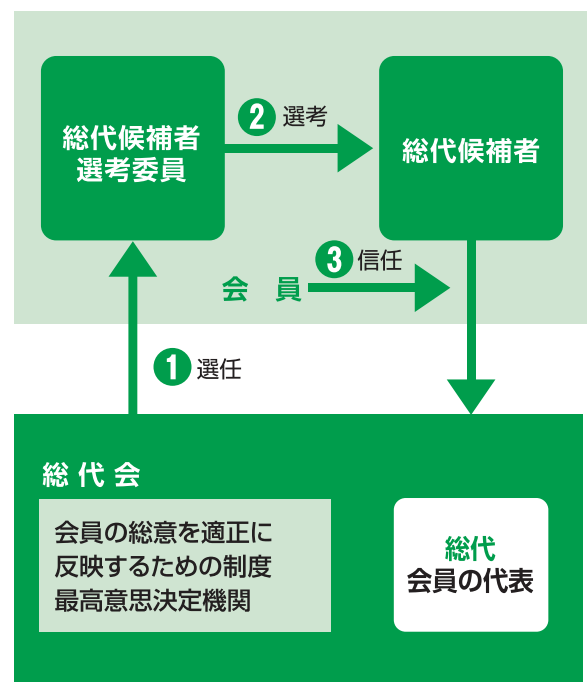 総代候補者
選考委員
2 選考
総代候補者
会 員
3 信任
1 選任
総代会
会員の総意を適正に
反映するための制度
最高意思決定機関
総代
会員の代表